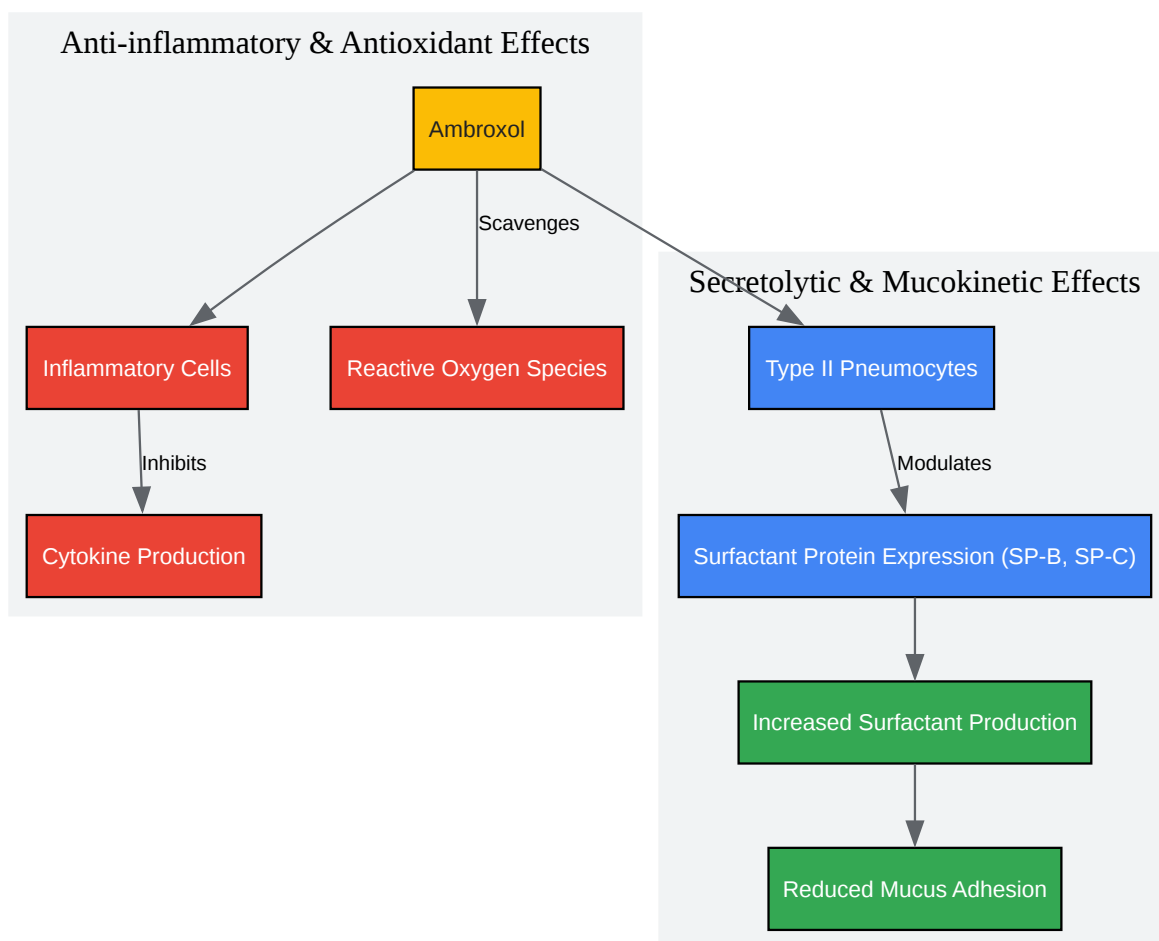 Anti-inflammatory & Antioxidant Effects
Ambroxol
Scavenges
Secretolytic & Mucokinetic Effects
Inflammatory Cells
Reactive Oxygen Species
Type II Pneumocytes
Inhibits
Modulates
Cytokine Production
Surfactant Protein Expression (SP-B, SP-C)
Increased Surfactant Production
Reduced Mucus Adhesion